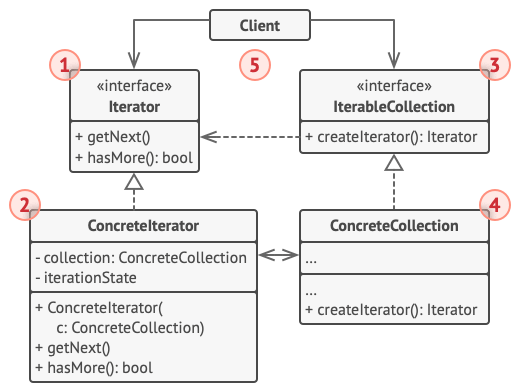 Client
1
5
3
«interface»
Iterator
+ getNext()
+ hasMore(): bool
«interface»
IterableCollection
+ createIterator(): Iterator
2
4
ConcreteIterator
- collection: ConcreteCollection
- iterationState
+ ConcreteIterator(
c: ConcreteCollection)
+ getNext()
+ hasMore(): bool
ConcreteCollection
...
...
+ createIterator(): Iterator